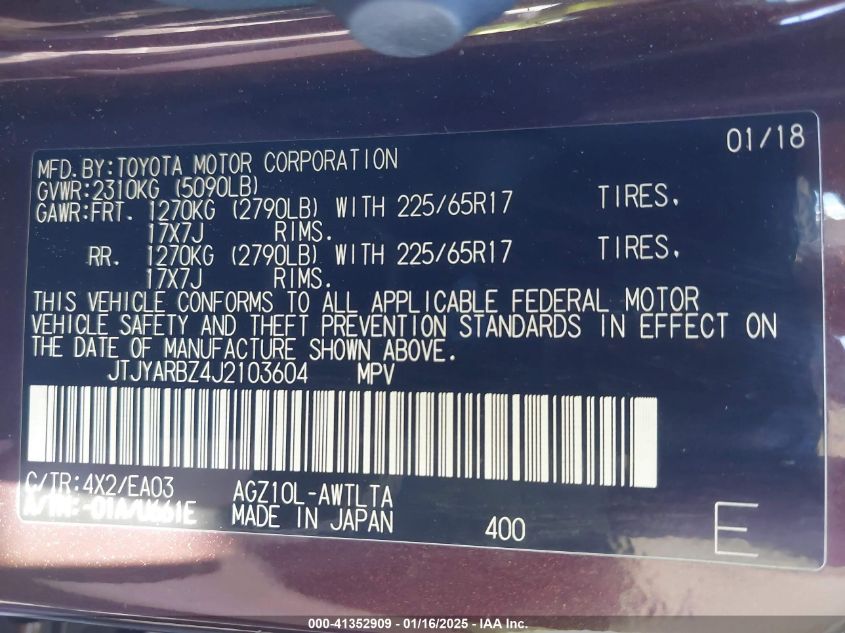 01/18
MFD.BY:TOYOTA MOTOR CORPORATION
GVWR:2310KG (5090LB)
GAWR:FRT. 1270KG (2790LB) WITH 225/65R17 TIRES.
17X7J RIMS.
RR. 1270KG (2790LB) WITH 225/65R17 TIRES.
17X7J RIMS.
THIS VEHICLE CONFORMS TO ALL APPLICABLE FEDERAL MOTOR
VEHICLE SAFETY AND THEFT PREVENTION STANDARDS IN EFFECT ON
THE DATE OF MANUFACTURE SHOWN ABOVE.
JTJYARBZ4J2103604 MPV
C/TR:4X2/EA03 AGZ10L-AWTLTA
MADE IN JAPAN 400 E
000-41352909 - 01/16/2025 - IAA Inc.